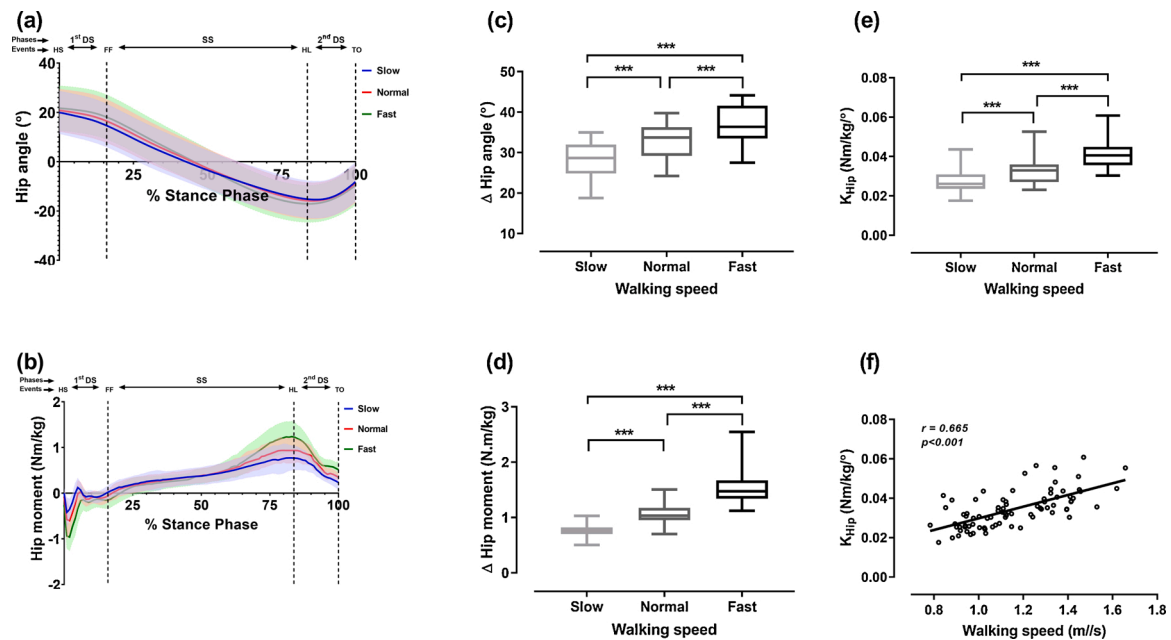 (a)
Phases
Events
HS
1st DS
FF
SS
HL
2nd DS
TO
Hip angle (°)
40
20
0
-20
-40
25
50
75
100
% Stance Phase
Slow
Normal
Fast
(c)
Δ Hip angle (°)
50
40
30
20
10
***
***
***
Slow
Normal
Fast
Walking speed
(e)
KHip (Nm/kg/°)
0.08
0.06
0.04
0.02
0.00
***
***
***
Slow
Normal
Fast
Walking speed
(b)
Phases
Events
HS
1st DS
FF
SS
HL
2nd DS
TO
Hip moment (Nm/kg)
2
1
0
-1
-2
25
50
75
100
% Stance Phase
Slow
Normal
Fast
(d)
Δ Hip moment (N.m/kg)
3
2
1
0
***
***
***
Slow
Normal
Fast
Walking speed
(f)
KHip (Nm/kg/°)
0.08
0.06
0.04
0.02
0.00
r = 0.665
p<0.001
0.8
1.0
1.2
1.4
1.6
1.8
Walking speed (m//s)